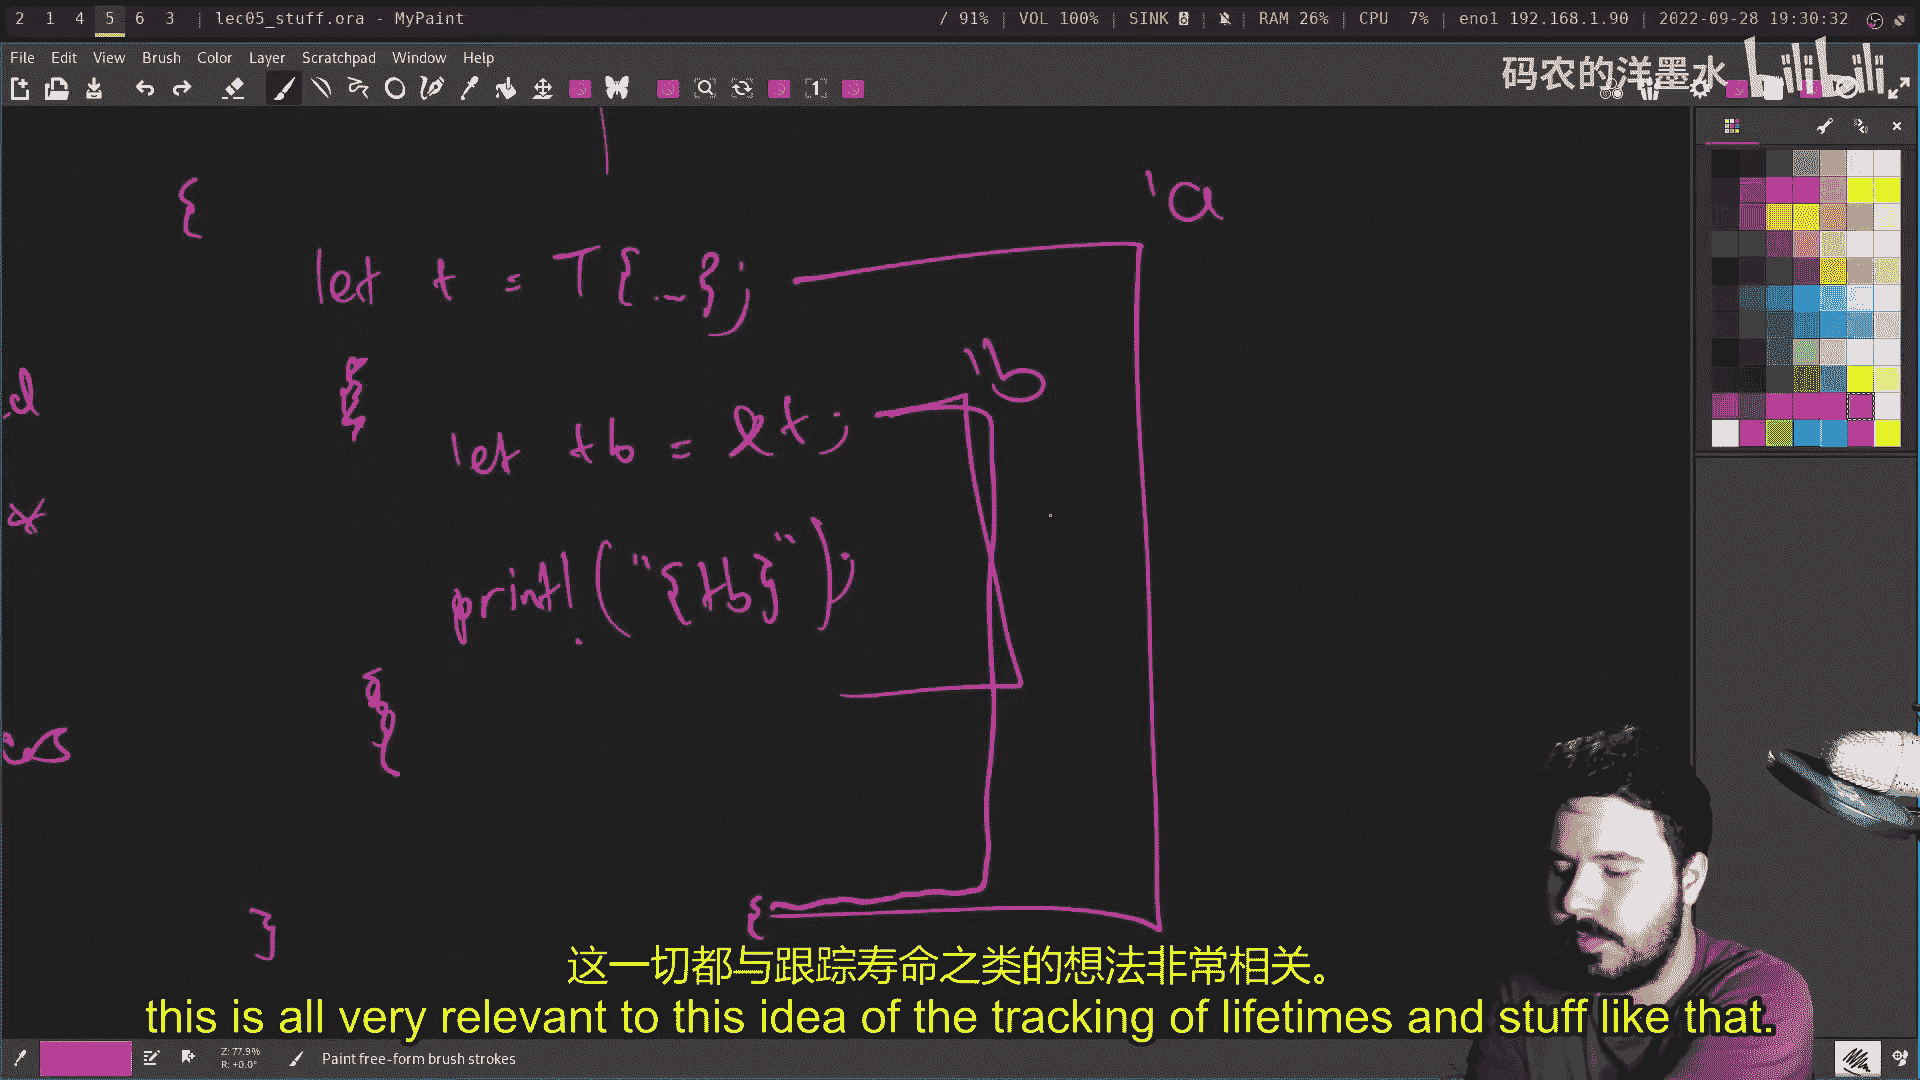 2 1 4 5 6 3 | lec05_stuff.ora - MyPaint
/ 91% | VOL 100% | SINK | | RAM 26% | CPU 7% | eno1 192.168.1.90 | 2022-09-28 19:30:32
File Edit View Brush Color Layer Scratchpad Window Help
码农的洋墨水 bilibili
1
{
'a
let t = T{_};
'b
let tb = &t;
print!("{tb}");
}
{
这一切都与跟踪寿命之类的想法非常相关。
this is all very relevant to this idea of the tracking of lifetimes and stuff like that.
Z: 77.9%
R: +0.0°
Paint free-form brush strokes